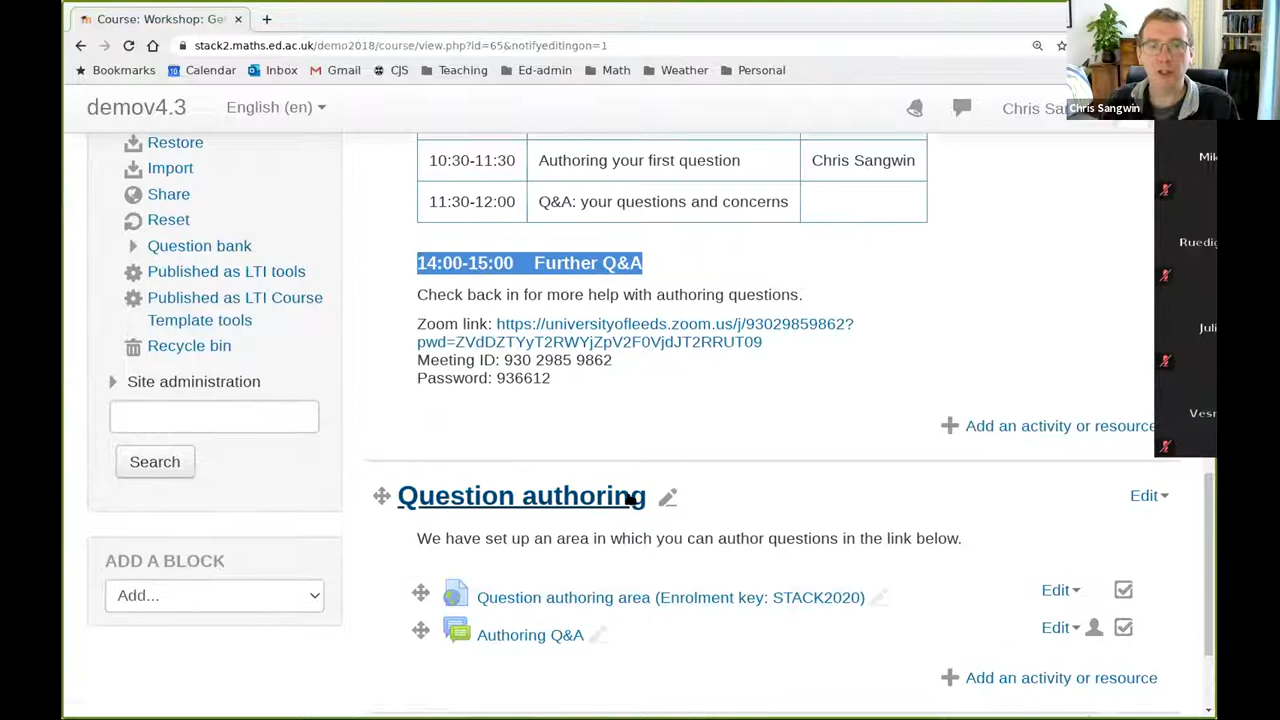 Course: Workshop: Ge
stack2.maths.ed.ac.uk/demo2018/course/view.php?id=65&notifyeditingon=1
Bookmarks Calendar Inbox Gmail CJS Teaching Ed-admin Math Weather Personal
demov4.3 English (en) Chris Sa
Chris Sangwin
Restore
Import
Share
Reset
Question bank
Published as LTI tools
Published as LTI Course
Template tools
Recycle bin
Site administration
Search
ADD A BLOCK
Add...
10:30-11:30 Authoring your first question Chris Sangwin
11:30-12:00 Q&A: your questions and concerns
14:00-15:00 Further Q&A
Check back in for more help with authoring questions.
Zoom link: https://universityofleeds.zoom.us/j/93029859862?
pwd=ZVdDZTYyT2RWYjZpV2F0VjdJT2RRUT09
Meeting ID: 930 2985 9862
Password: 936612
Add an activity or resource
Question authoring Edit
We have set up an area in which you can author questions in the link below.
Question authoring area (Enrolment key: STACK2020) Edit
Authoring Q&A Edit
Add an activity or resource
Mil
Ruedig
Juli
Vesn